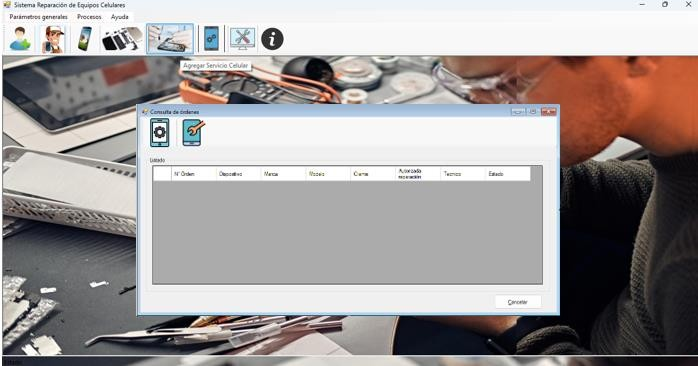 Sistema Reparación de Equipos Celulares
Parámetros generales Procesos Ayuda
Agregar Servicio Celular
Consulta de órdenes
Listado
N° Órden Dispositivo Marca Modelo Cliente Autorizada reparación Tecnico Estado
Cancelar